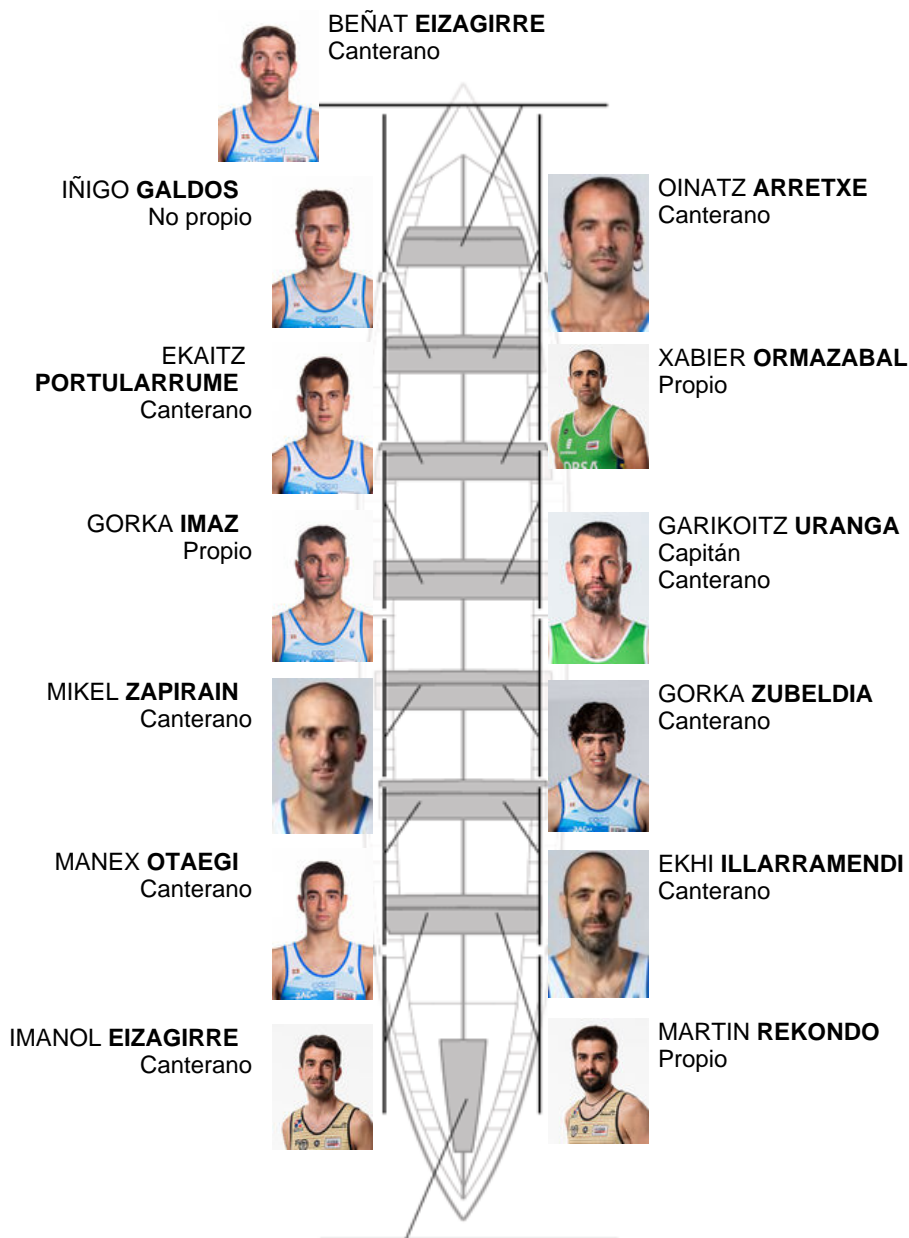 BEÑAT EIZAGIRRE
Canterano
IÑIGO GALDOS
No propio
OINATZ ARRETXE
Canterano
EKAITZ
PORTULARRUME
Canterano
XABIER ORMAZABAL
Propio
GORKA IMAZ
Propio
GARIKOITZ URANGA
Capitán
Canterano
MIKEL ZAPIRAIN
Canterano
GORKA ZUBELDIA
Canterano
MANEX OTAEGI
Canterano
EKHI ILLARRAMENDI
Canterano
IMANOL EIZAGIRRE
Canterano
MARTIN REKONDO
Propio